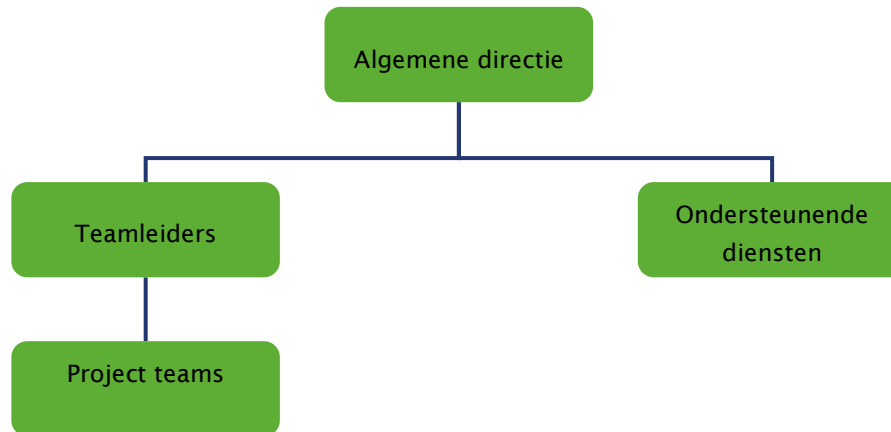 Algemene directie
Teamleiders
Ondersteunende
diensten
Project teams